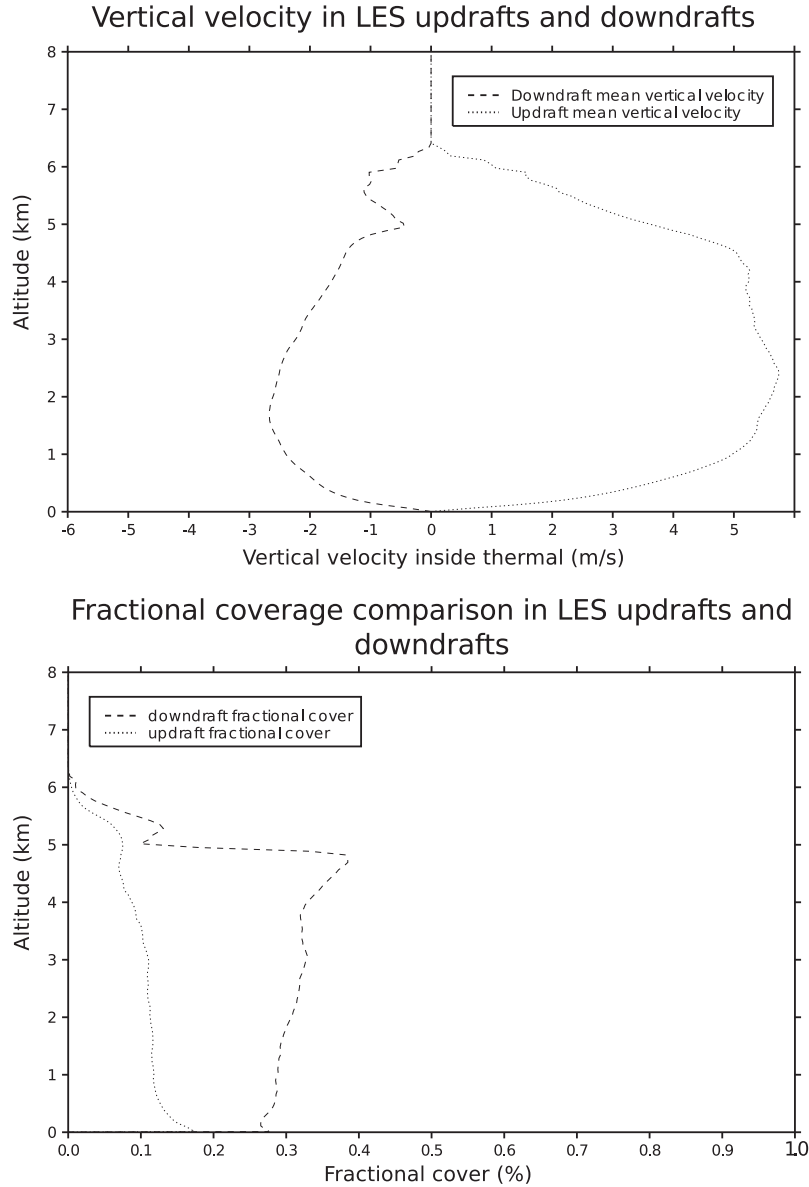 Vertical velocity in LES updrafts and downdrafts
8
7
6
5
4
3
2
1
0
Altitude (km)
Downdraft mean vertical velocity
Updraft mean vertical velocity
-6 -5 -4 -3 -2 -1 0 1 2 3 4 5
Vertical velocity inside thermal (m/s)
Fractional coverage comparison in LES updrafts and
downdrafts
8
7
6
5
4
3
2
1
0
Altitude (km)
downdraft fractional cover
updraft fractional cover
0.0 0.1 0.2 0.3 0.4 0.5 0.6 0.7 0.8 0.9 1.0
Fractional cover (%)